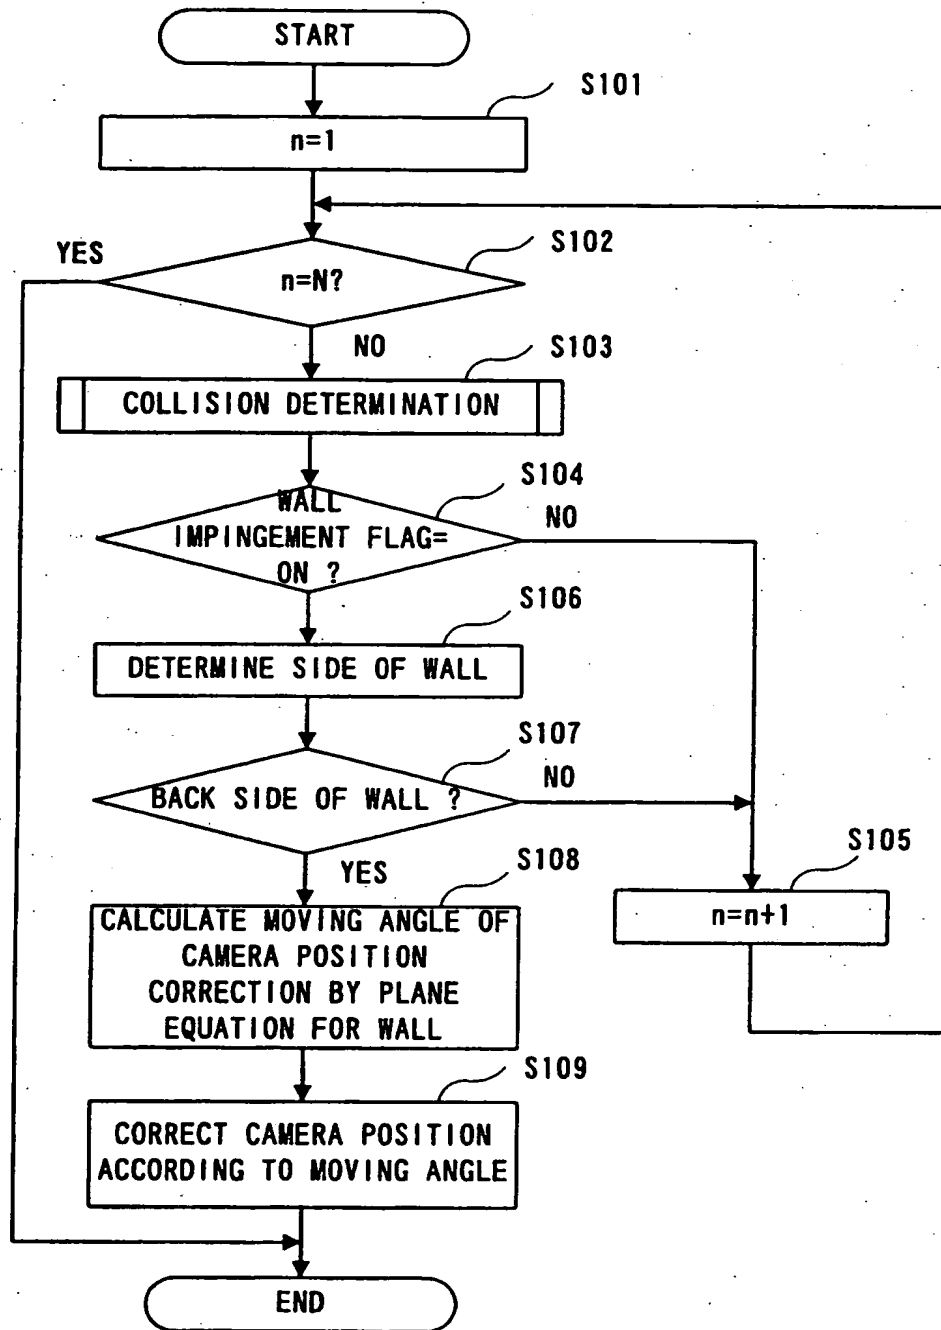 START
S101
n=1
S102
YES
n=N?
NO
S103
COLLISION DETERMINATION
S104
WALL
IMPINGEMENT FLAG=
ON ?
NO
S106
DETERMINE SIDE OF WALL
S107
BACK SIDE OF WALL ?
NO
S105
n=n+1
YES
S108
CALCULATE MOVING ANGLE OF
CAMERA POSITION
CORRECTION BY PLANE
EQUATION FOR WALL
S109
CORRECT CAMERA POSITION
ACCORDING TO MOVING ANGLE
END